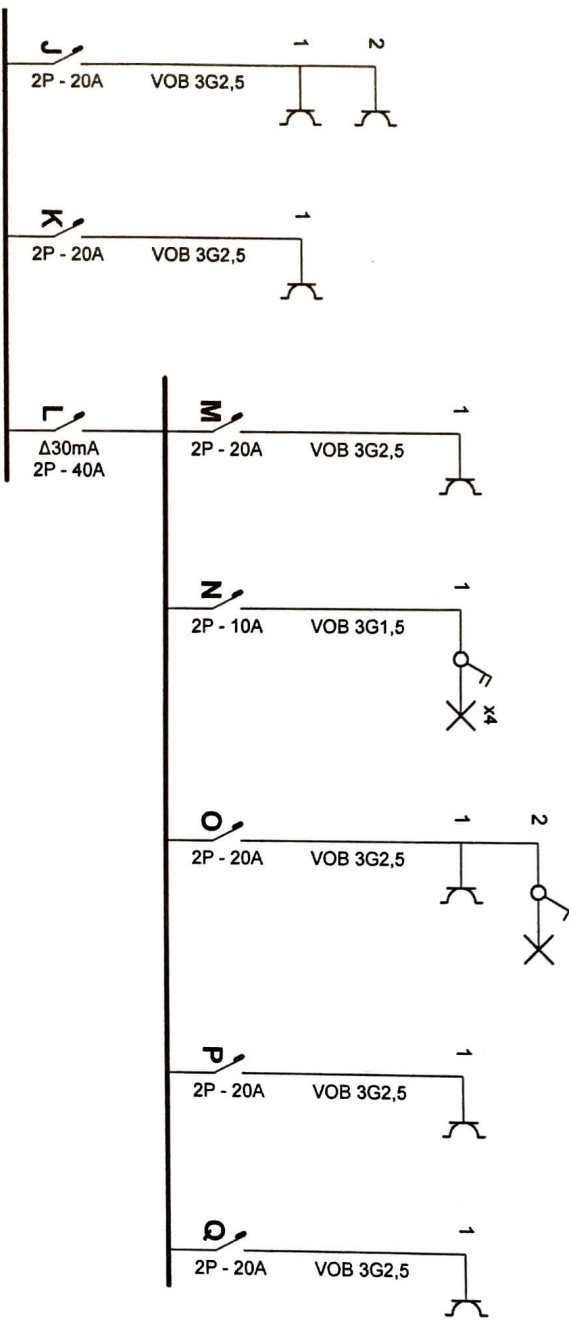 1 2
J
2P - 20A VOB 3G2,5
1
K
2P - 20A VOB 3G2,5
1
L M
Δ30mA 2P - 20A VOB 3G2,5
2P - 40A
1
N
2P - 10A VOB 3G1,5
x4
1 2
O
2P - 20A VOB 3G2,5
1
P
2P - 20A VOB 3G2,5
1
Q
2P - 20A VOB 3G2,5